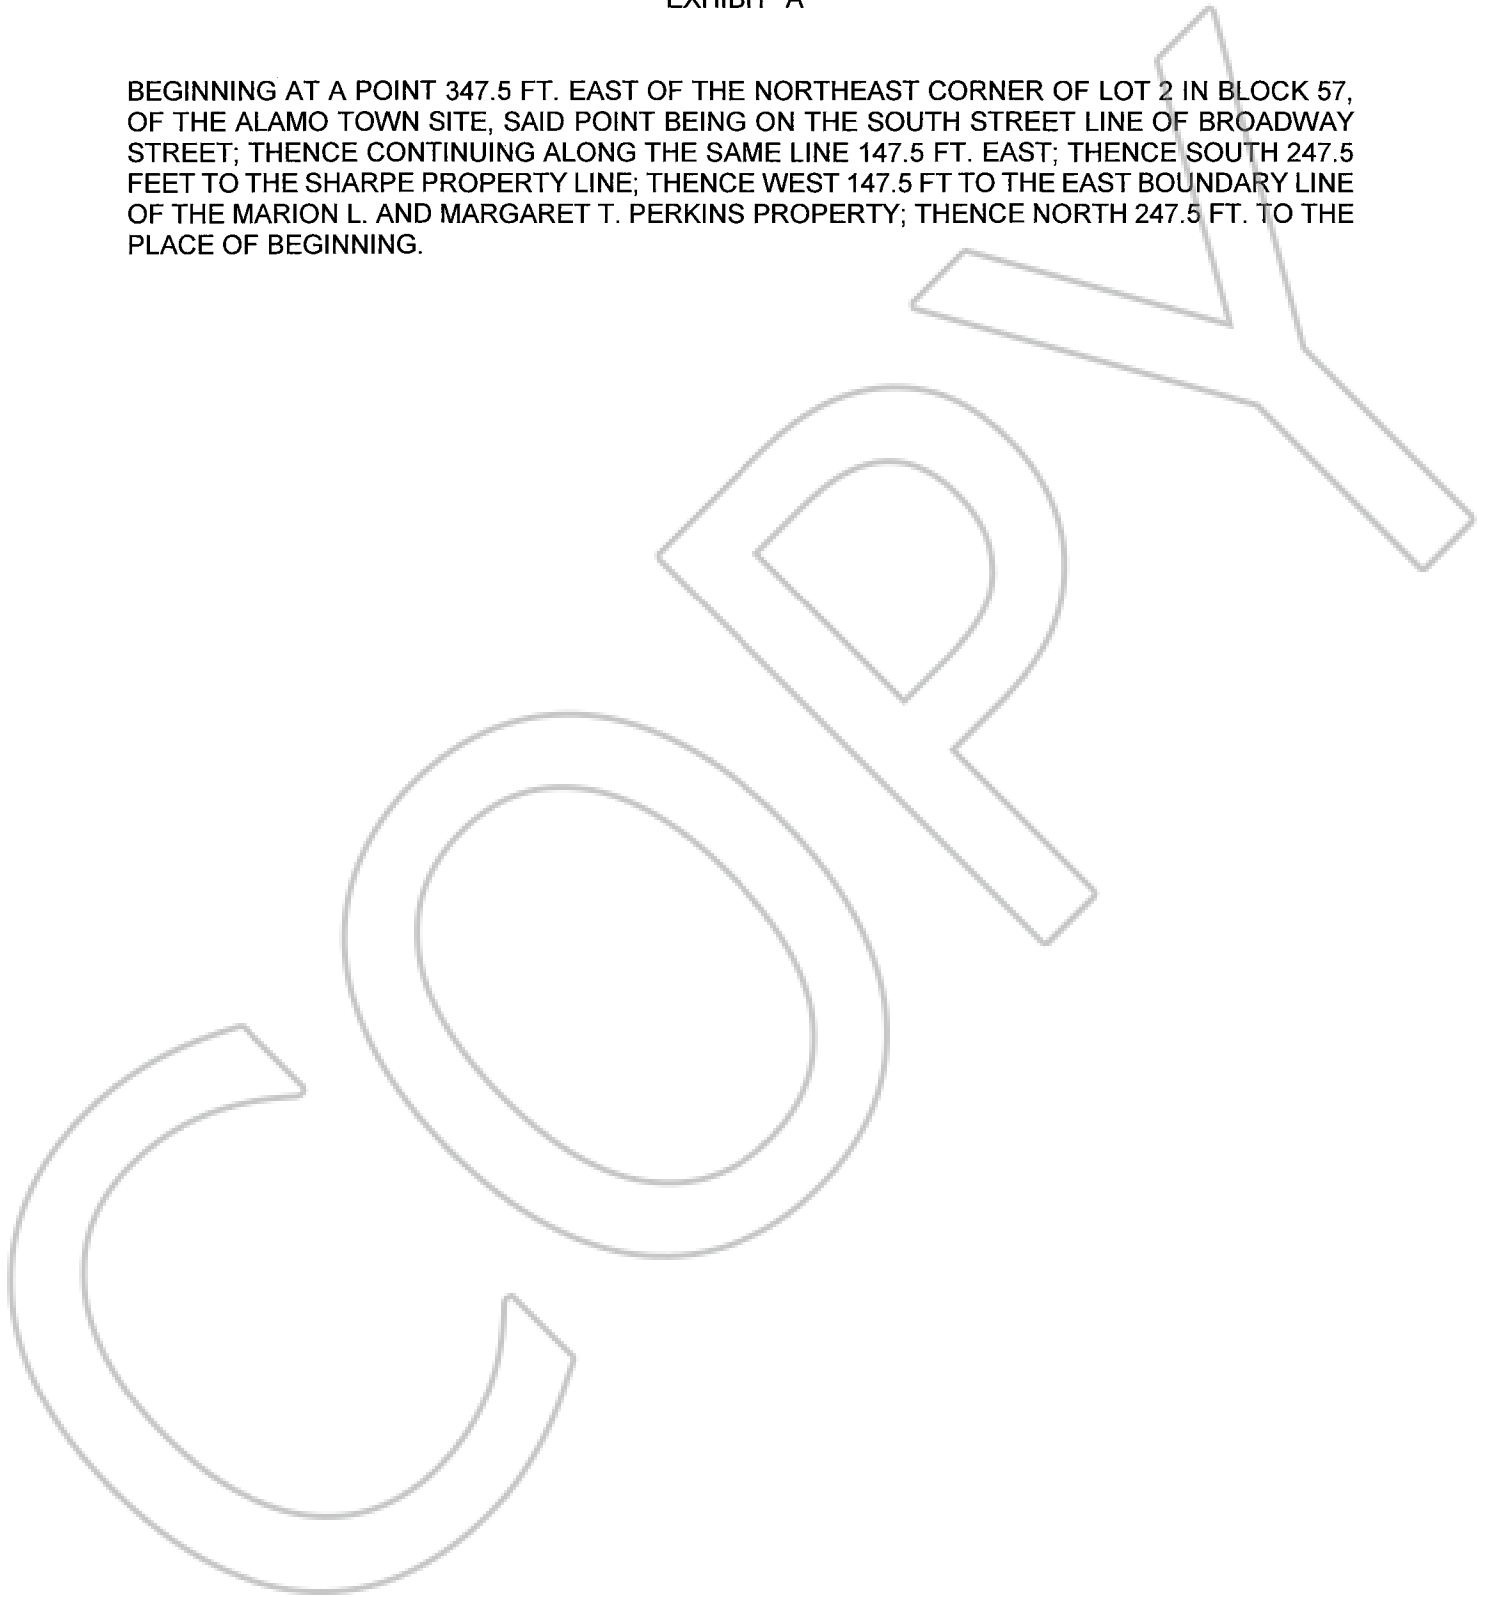 EXHIBIT "A"
BEGINNING AT A POINT 347.5 FT. EAST OF THE NORTHEAST CORNER OF LOT 2 IN BLOCK 57,
OF THE ALAMO TOWN SITE, SAID POINT BEING ON THE SOUTH STREET LINE OF BROADWAY
STREET; THENCE CONTINUING ALONG THE SAME LINE 147.5 FT. EAST; THENCE SOUTH 247.5
FEET TO THE SHARPE PROPERTY LINE; THENCE WEST 147.5 FT TO THE EAST BOUNDARY LINE
OF THE MARION L. AND MARGARET T. PERKINS PROPERTY; THENCE NORTH 247.5 FT. TO THE
PLACE OF BEGINNING.
COPY